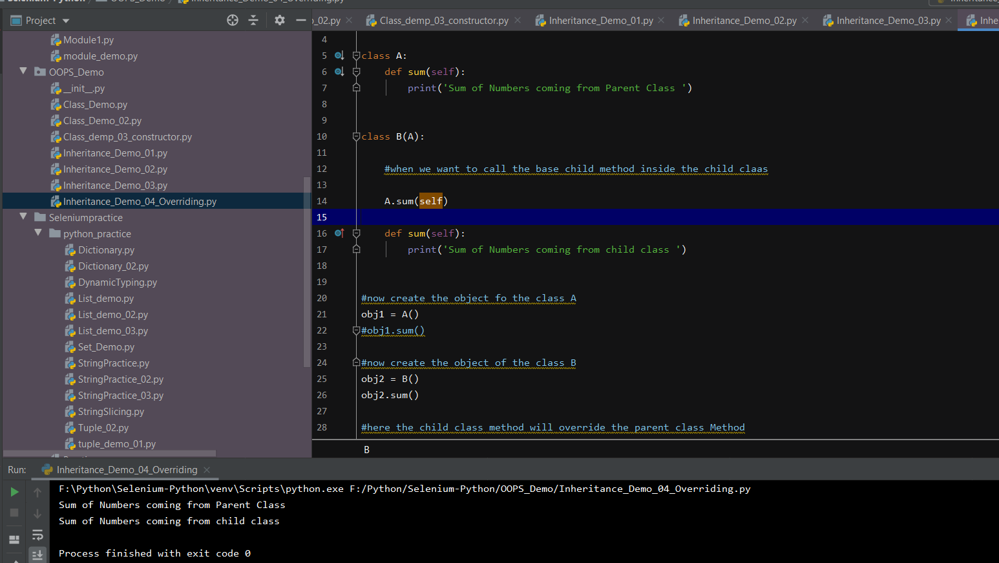 Selenium-Python OOPS_Demo Inheritance_Demo_04_Overriding.py
Project
_02.py Class_demp_03_constructor.py Inheritance_Demo_01.py Inheritance_Demo_02.py Inheritance_Demo_03.py Inhe
Module1.py
module_demo.py
OOPS_Demo
__init__.py
Class_Demo.py
Class_Demo_02.py
Class_demp_03_constructor.py
Inheritance_Demo_01.py
Inheritance_Demo_02.py
Inheritance_Demo_03.py
Inheritance_Demo_04_Overriding.py
Seleniumpractice
python_practice
Dictionary.py
Dictionary_02.py
DynamicTyping.py
List_demo.py
List_demo_02.py
List_demo_03.py
Set_Demo.py
StringPractice.py
StringPractice_02.py
StringPractice_03.py
StringSlicing.py
Tuple_02.py
tuple_demo_01.py
4
5 class A:
6 def sum(self):
7 print('Sum of Numbers coming from Parent Class ')
8
9
10 class B(A):
11
12 #when we want to call the base child method inside the child claas
13
14 A.sum(self)
15
16 def sum(self):
17 print('Sum of Numbers coming from child class ')
18
19
20 #now create the object fo the class A
21 obj1 = A()
22 #obj1.sum()
23
24 #now create the object of the class B
25 obj2 = B()
26 obj2.sum()
27
28 #here the child class method will override the parent class Method
B
Run: Inheritance_Demo_04_Overriding
F:\Python\Selenium-Python\venv\Scripts\python.exe F:/Python/Selenium-Python/OOPS_Demo/Inheritance_Demo_04_Overriding.py
Sum of Numbers coming from Parent Class
Sum of Numbers coming from child class
Process finished with exit code 0